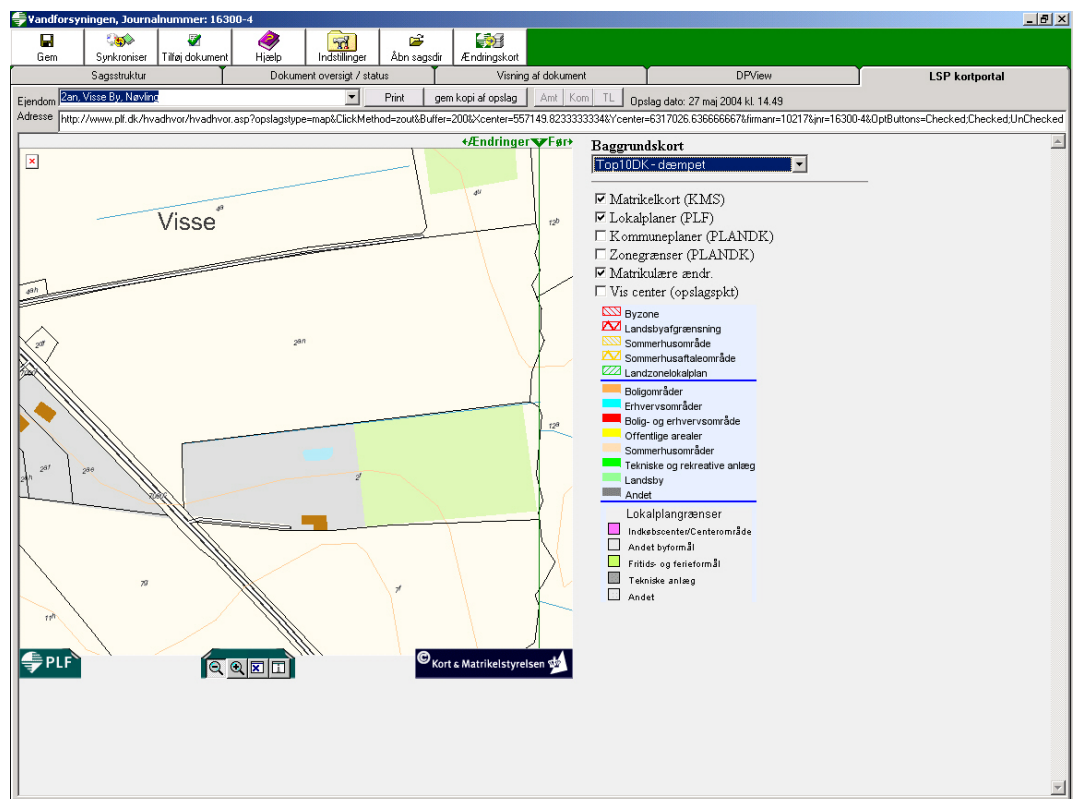 Vandforsyningen, Journalnummer: 16300-4
Gem Synkroniser Tilføj dokument Hjælp Indstillinger Åbn sagsdir Ændringskort
Sagsstruktur Dokument oversigt / status Visning af dokument DPView LSP kortportal
Ejendom 2an, Visse By, Nøvling Print gem kopi af opslag Amt Kom TL Opslag dato: 27 maj 2004 kl. 14.49
Adresse http://www.plf.dk/hvadhvor/hvadhvor.asp?opslagstype=map&ClickMethod=zout&Buffer=200&Xcenter=557149.8233333334&Ycenter=6317026.636666667&firmanr=10217&jnr=16300-4&OptButtons=Checked;Checked;UnChecked
Ændringer Før
Baggrundskort
Top10DK - dæmpet
Matrikelkort (KMS)
Lokalplaner (PLF)
Kommuneplaner (PLANDK)
Zonegrænser (PLANDK)
Matrikulære ændr.
Vis center (opslagspkt)
Byzone
Landsbyafgrænsning
Sommerhusområde
Sommerhusaftaleområde
Landzonelokalplan
Boligområder
Erhvervsområder
Bolig- og erhvervsområde
Offentlige arealer
Sommerhusområder
Tekniske og rekreative anlæg
Landsby
Andet
Lokalplangrænser
Indkøbscenter/Centerområde
Andet byformål
Fritids- og ferieformål
Tekniske anlæg
Andet
Visse
12b
2an
12a
2f
7g
11h
PLF
© Kort & Matrikelstyrelsen